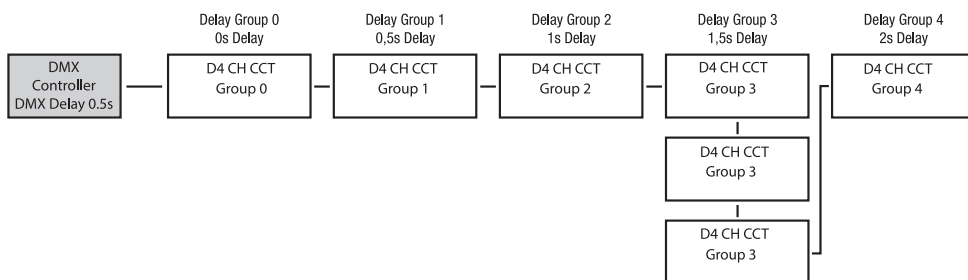 Delay Group 0
0s Delay
Delay Group 1
0,5s Delay
Delay Group 2
1s Delay
Delay Group 3
1,5s Delay
Delay Group 4
2s Delay
DMX
Controller
DMX Delay 0.5s
D4 CH CCT
Group 0
D4 CH CCT
Group 1
D4 CH CCT
Group 2
D4 CH CCT
Group 3
D4 CH CCT
Group 4
D4 CH CCT
Group 3
D4 CH CCT
Group 3